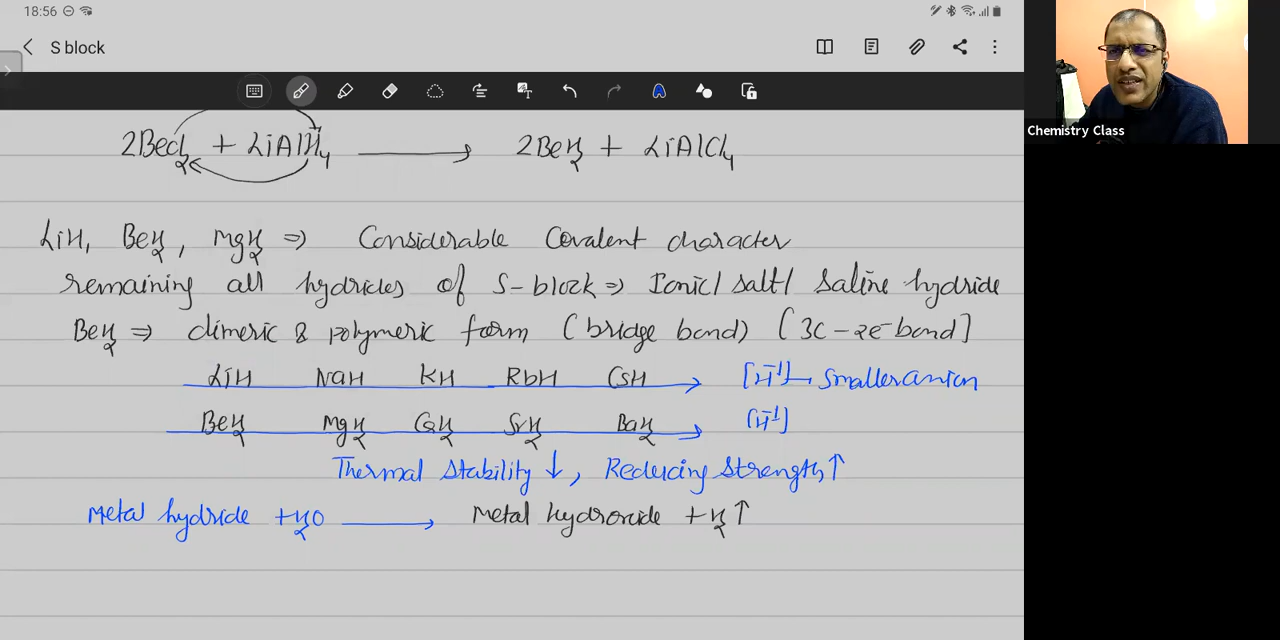 18:56
S block
Chemistry Class
2BeCl2 + LiAlH4 → 2BeH2 + LiAlCl4
LiH, BeH2, MgH2 ⇒ Considerable Covalent character
remaining all hydrides of S-block ⇒ Ionic/salt/ Saline hydride
BeH2 ⇒ dimeric & polymeric form (bridge bond) [3C-2e⁻ bond]
LiH NaH KH RbH CsH → [H⁻¹] → Smaller anion
BeH2 MgH2 CaH2 SrH2 BaH2 → [H⁻¹]
Thermal Stability ↓, Reducing Strength ↑
Metal hydride + H2O → Metal hydroxide + H2 ↑